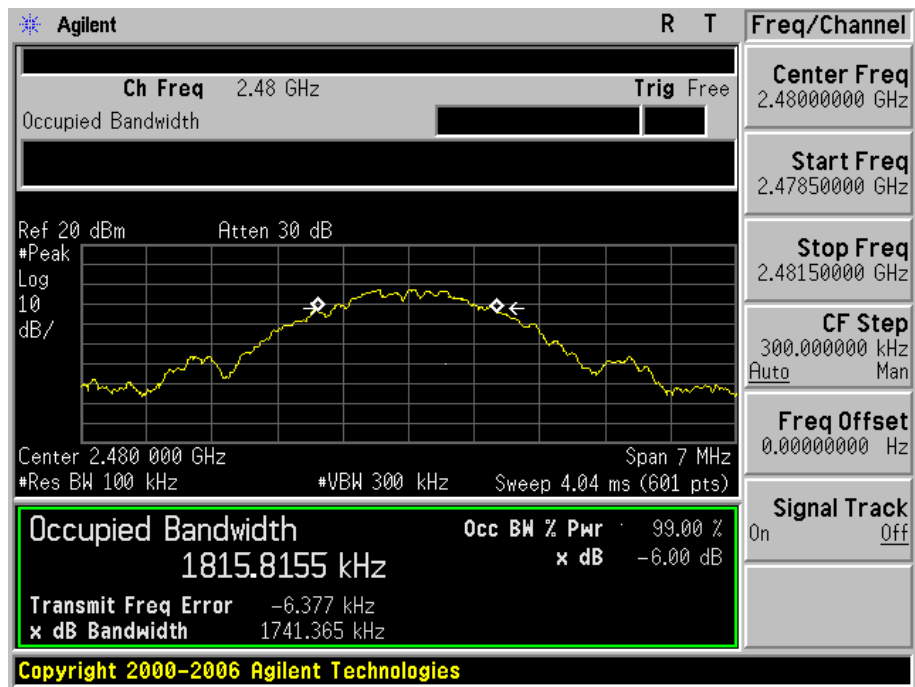 Agilent R T
Freq/Channel
Ch Freq 2.48 GHz Trig Free
Occupied Bandwidth
Center Freq
2.48000000 GHz
Start Freq
2.47850000 GHz
Stop Freq
2.48150000 GHz
CF Step
300.000000 kHz
Auto Man
Freq Offset
0.00000000 Hz
Signal Track
On Off
Ref 20 dBm Atten 30 dB
#Peak
Log
10
dB/
Center 2.480 000 GHz Span 7 MHz
#Res BW 100 kHz #VBW 300 kHz Sweep 4.04 ms (601 pts)
Occupied Bandwidth
1815.8155 kHz
Occ BW % Pwr 99.00 %
x dB -6.00 dB
Transmit Freq Error -6.377 kHz
x dB Bandwidth 1741.365 kHz
Copyright 2000-2006 Agilent Technologies